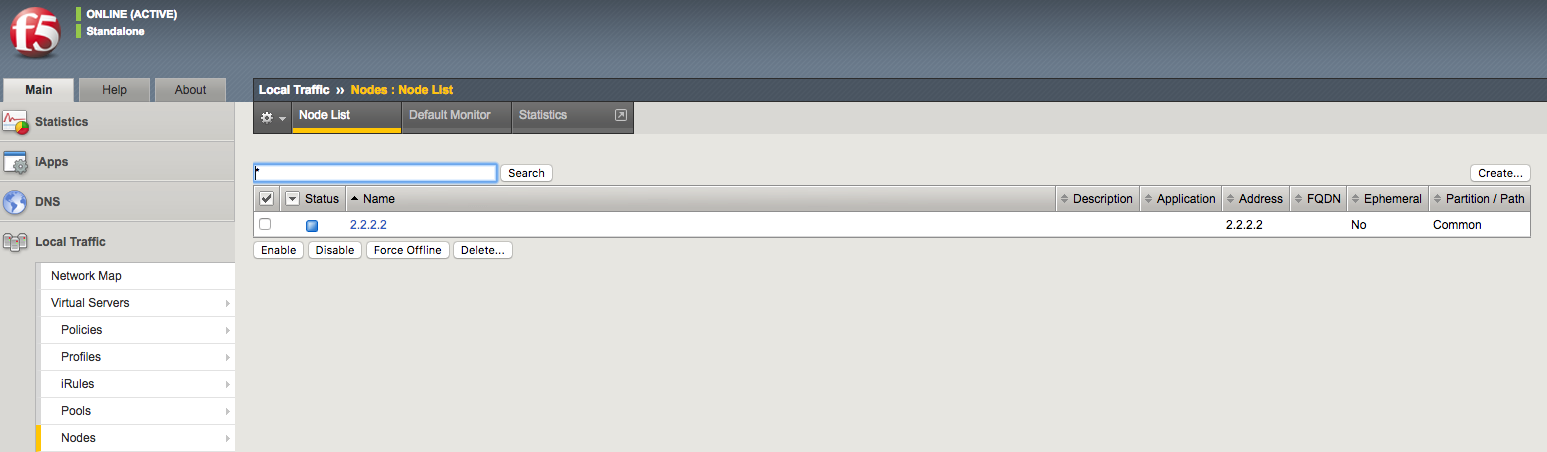 f5
ONLINE (ACTIVE)
Standalone
Main Help About
Local Traffic ›› Nodes : Node List
Node List Default Monitor Statistics
Statistics
iApps
DNS
Local Traffic
Network Map
Virtual Servers
Policies
Profiles
iRules
Pools
Nodes
* Search Create...
Status Name Description Application Address FQDN Ephemeral Partition / Path
2.2.2.2 2.2.2.2 No Common
Enable Disable Force Offline Delete...